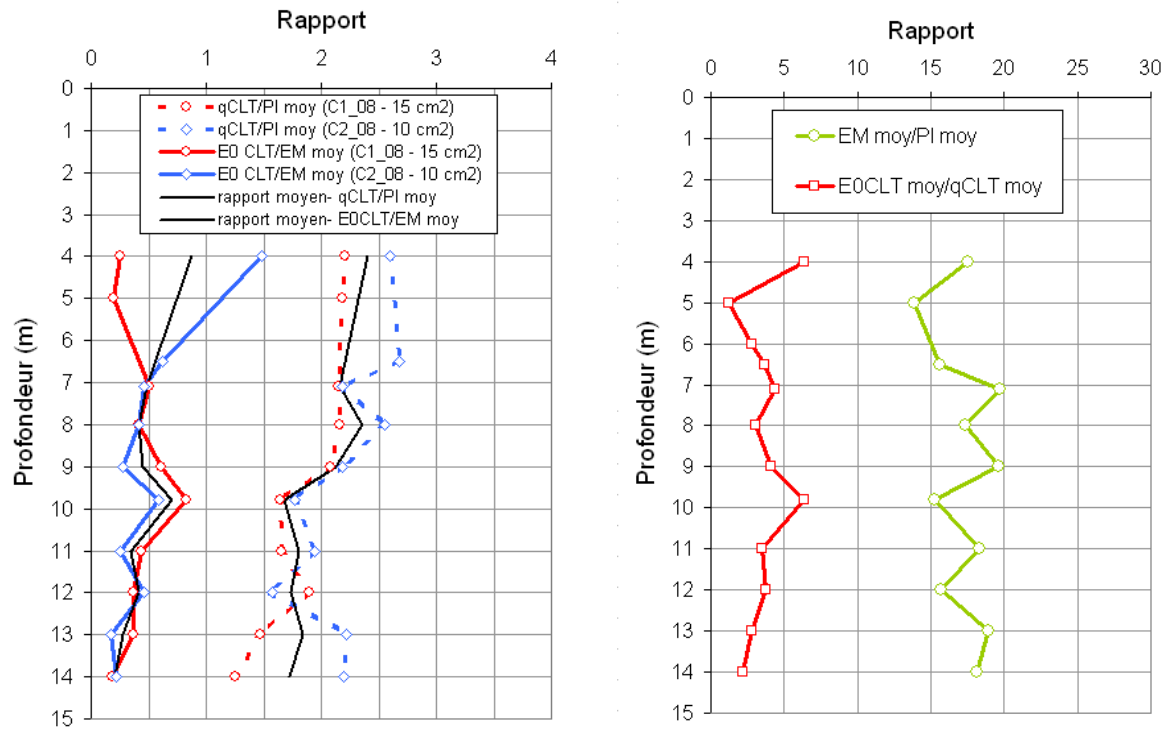 Rapport
0 1 2 3 4
0
1
2
3
4
5
6
7
8
9
10
11
12
13
14
15
Profondeur (m)
qCLT/Pl moy (C1_08 - 15 cm2)
qCLT/Pl moy (C2_08 - 10 cm2)
E0 CLT/EM moy (C1_08 - 15 cm2)
E0 CLT/EM moy (C2_08 - 10 cm2)
rapport moyen- qCLT/Pl moy
rapport moyen- E0CLT/EM moy
Rapport
0 5 10 15 20 25 30
0
1
2
3
4
5
6
7
8
9
10
11
12
13
14
15
Profondeur (m)
EM moy/Pl moy
E0CLT moy/qCLT moy